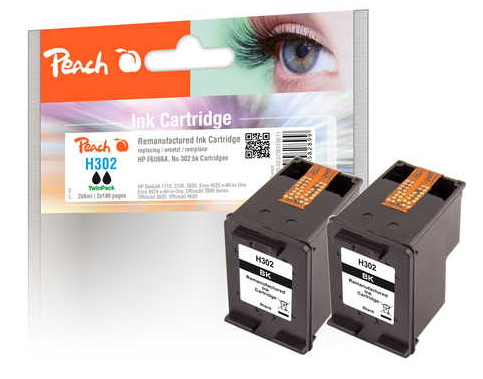 Peach
Ink Cartridge
Peach
Remanufactured Ink Cartridge
replacing / ersetzt / remplace
HP F6U66A, No 302 bk Cartridges
H302
TwinPack
H302
BK
Remanufactured
Ink
Cartridge
Black
H302
BK
Remanufactured
Ink
Cartridge
Black